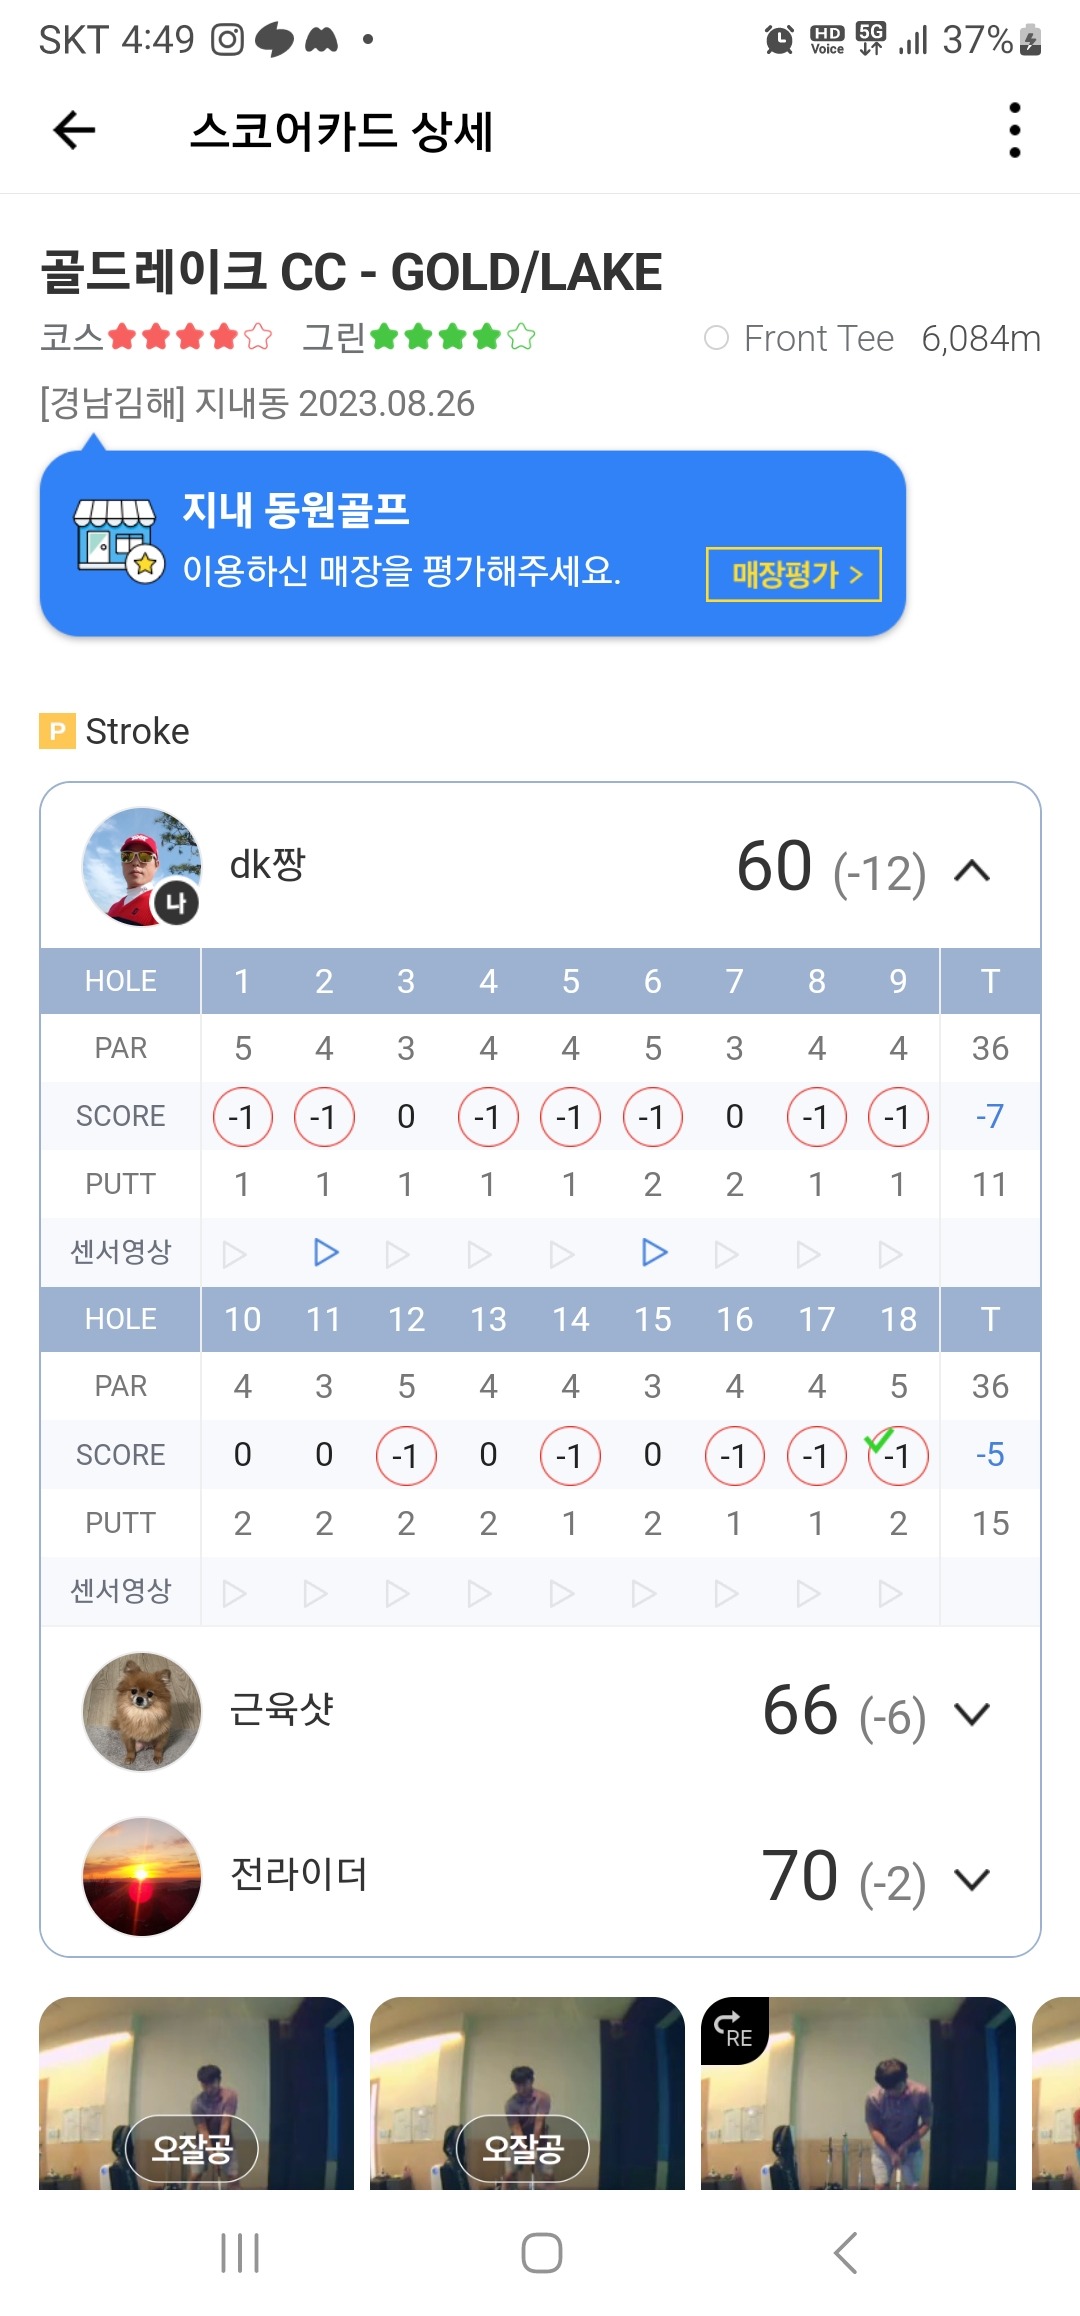 SKT 4:49 HD Voice 5G 37%
스코어카드 상세
골드레이크 CC - GOLD/LAKE
코스 그린 Front Tee 6,084m
[경남김해] 지내동 2023.08.26
지내 동원골프
이용하신 매장을 평가해주세요. 매장평가 >
P Stroke
dk짱 60 (-12)
나
HOLE 1 2 3 4 5 6 7 8 9 T
PAR 5 4 3 4 4 5 3 4 4 36
SCORE -1 -1 0 -1 -1 -1 0 -1 -1 -7
PUTT 1 1 1 1 1 2 2 1 1 11
센서영상
HOLE 10 11 12 13 14 15 16 17 18 T
PAR 4 3 5 4 4 3 4 4 5 36
SCORE 0 0 -1 0 -1 0 -1 -1 -1 -5
PUTT 2 2 2 2 1 2 1 1 2 15
센서영상
근육샷 66 (-6)
전라이더 70 (-2)
RE
오잘공 오잘공